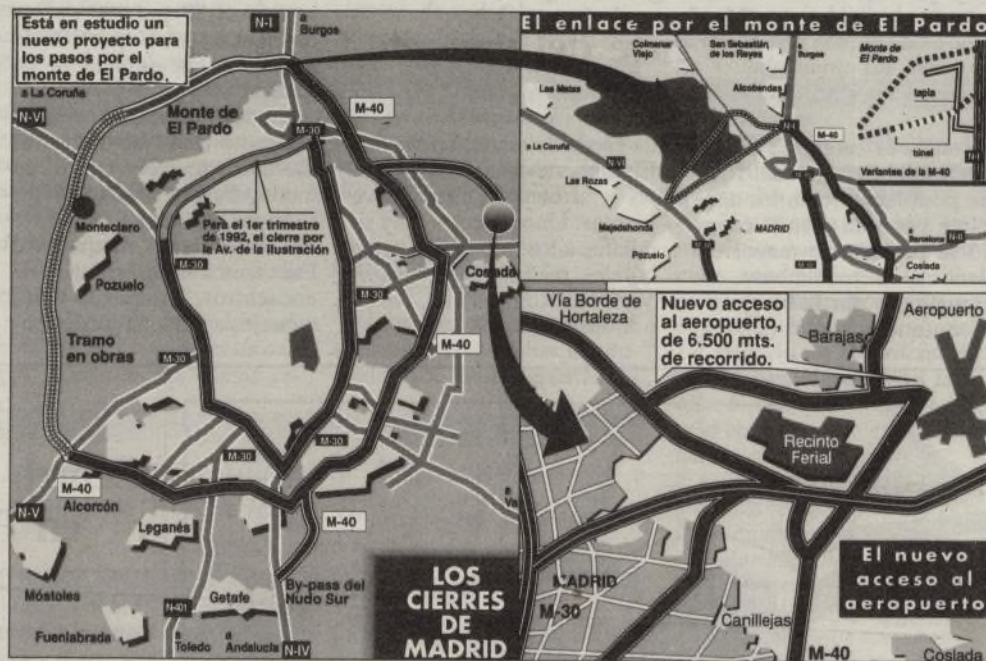 Está en estudio un
nuevo proyecto para
los pasos por el
monte de El Pardo.
N-I
a
Burgos
a La Coruña
N-VI
Monte de
El Pardo
M-40
M-30
Para el 1er trimestre
de 1992, el cierre por
la Av. de la Ilustración
Monteclaro
M-30
Pozuelo
M-30
Coslada
Tramo
en obras
M-30
M-40
M-30
M-30
M-40
N-V
Alcorcón
Leganés
M-40
a
Va
Móstoles
N-401
Getafe
By-pass del
Nudo Sur
Fuenlabrada
a
Toledo
a
Andalucía
N-IV
LOS
CIERRES
DE
MADRID
El enlace por el monte de El Pardo
Colmenar
Viejo
San Sebastián
de los Reyes
a
Burgos
Las Matas
Alcobendas
N-I
M-40
a La Coruña
N-VI
Las Rozas
Majadahonda
MADRID
Pozuelo
a
Barcelona
N-II
Coslada
Monte de
El Pardo
tapia
túnel
N-I
Variantes de la M-40
Vía Borde de
Hortaleza
Nuevo acceso
al aeropuerto,
de 6.500 mts.
de recorrido.
Barajas
Aeropuerto
Recinto
Ferial
MADRID
M-30
Canillejas
M-40
Coslada
El nuevo
acceso al
aeropuerto